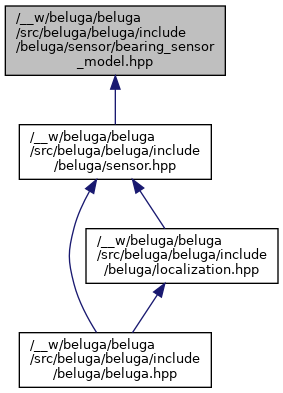 /__w/beluga/beluga
/src/beluga/beluga/include
/beluga/sensor/bearing_sensor
_model.hpp
/__w/beluga/beluga
/src/beluga/beluga/include
/beluga/sensor.hpp
/__w/beluga/beluga
/src/beluga/beluga/include
/beluga/localization.hpp
/__w/beluga/beluga
/src/beluga/beluga/include
/beluga/beluga.hpp